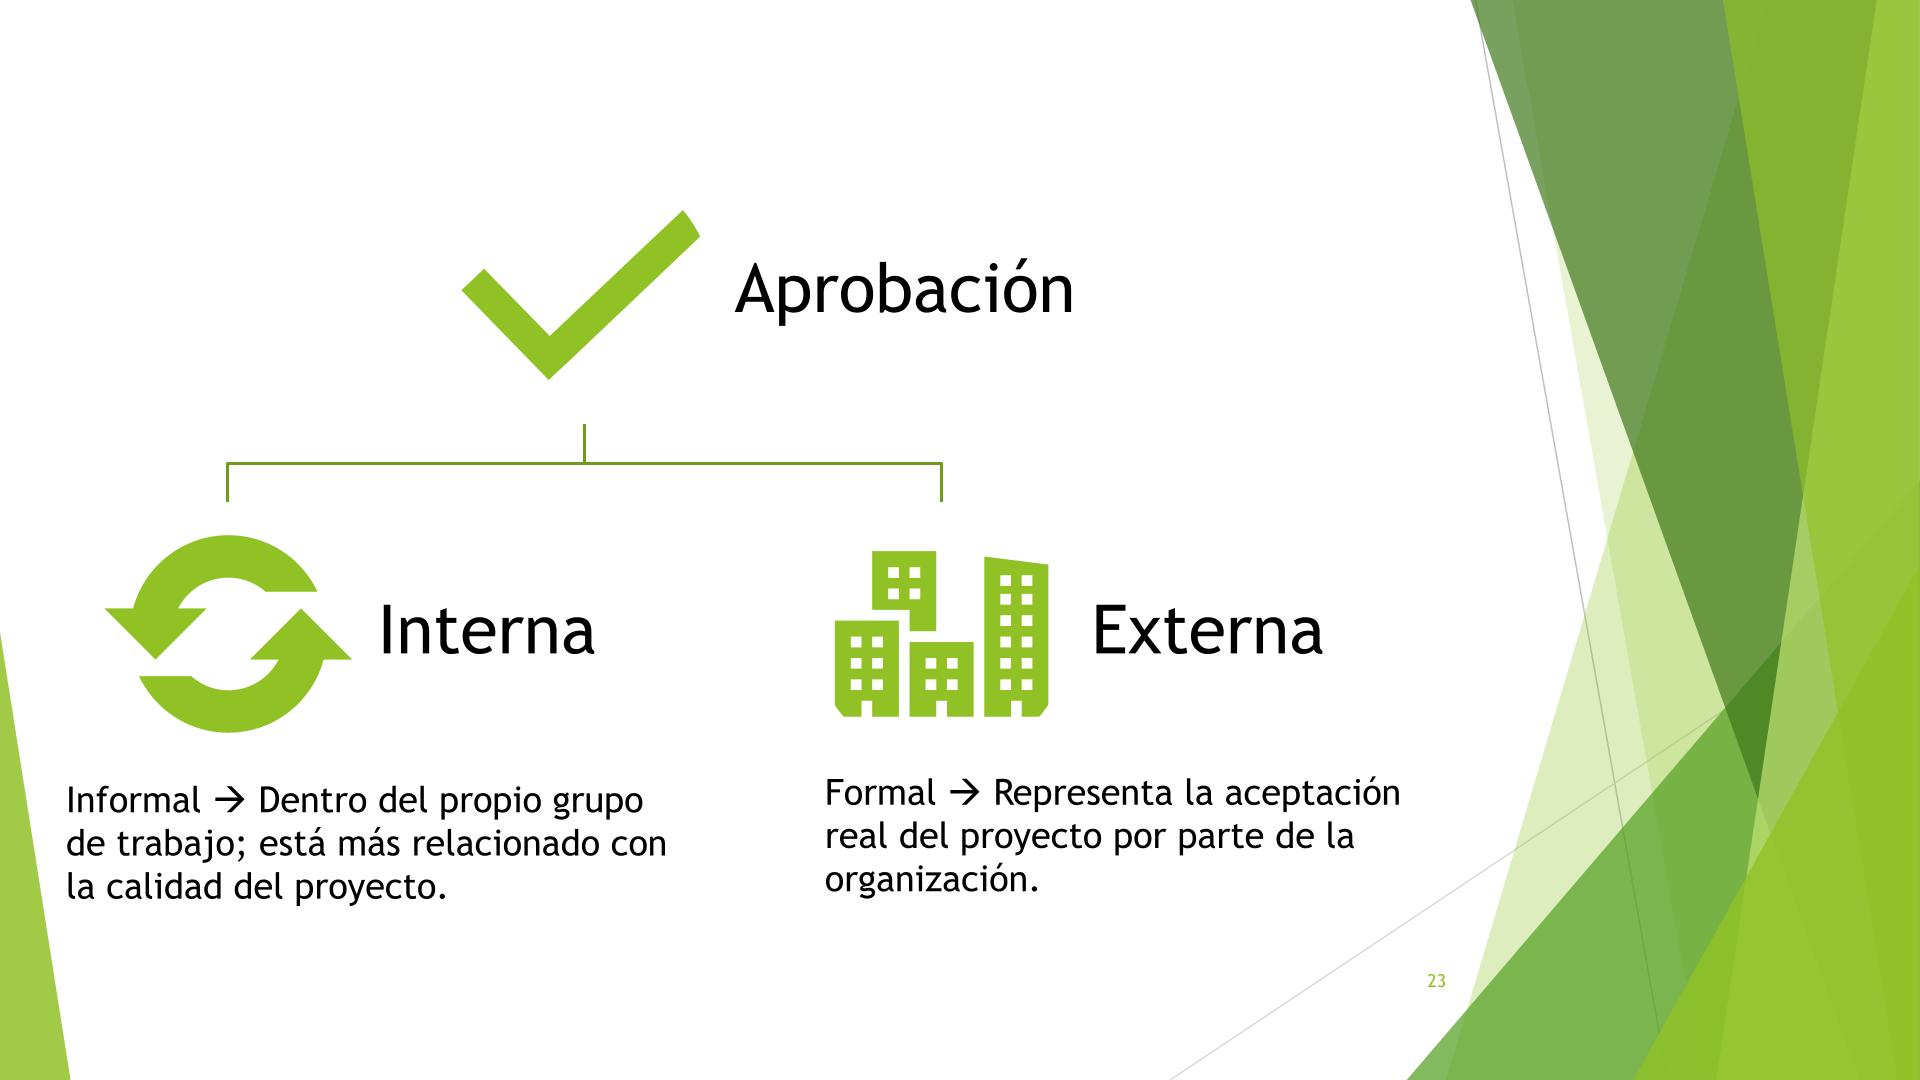 Aprobación
Interna
Externa
Informal → Dentro del propio grupo
de trabajo; está más relacionado con
la calidad del proyecto.
Formal → Representa la aceptación
real del proyecto por parte de la
organización.
23